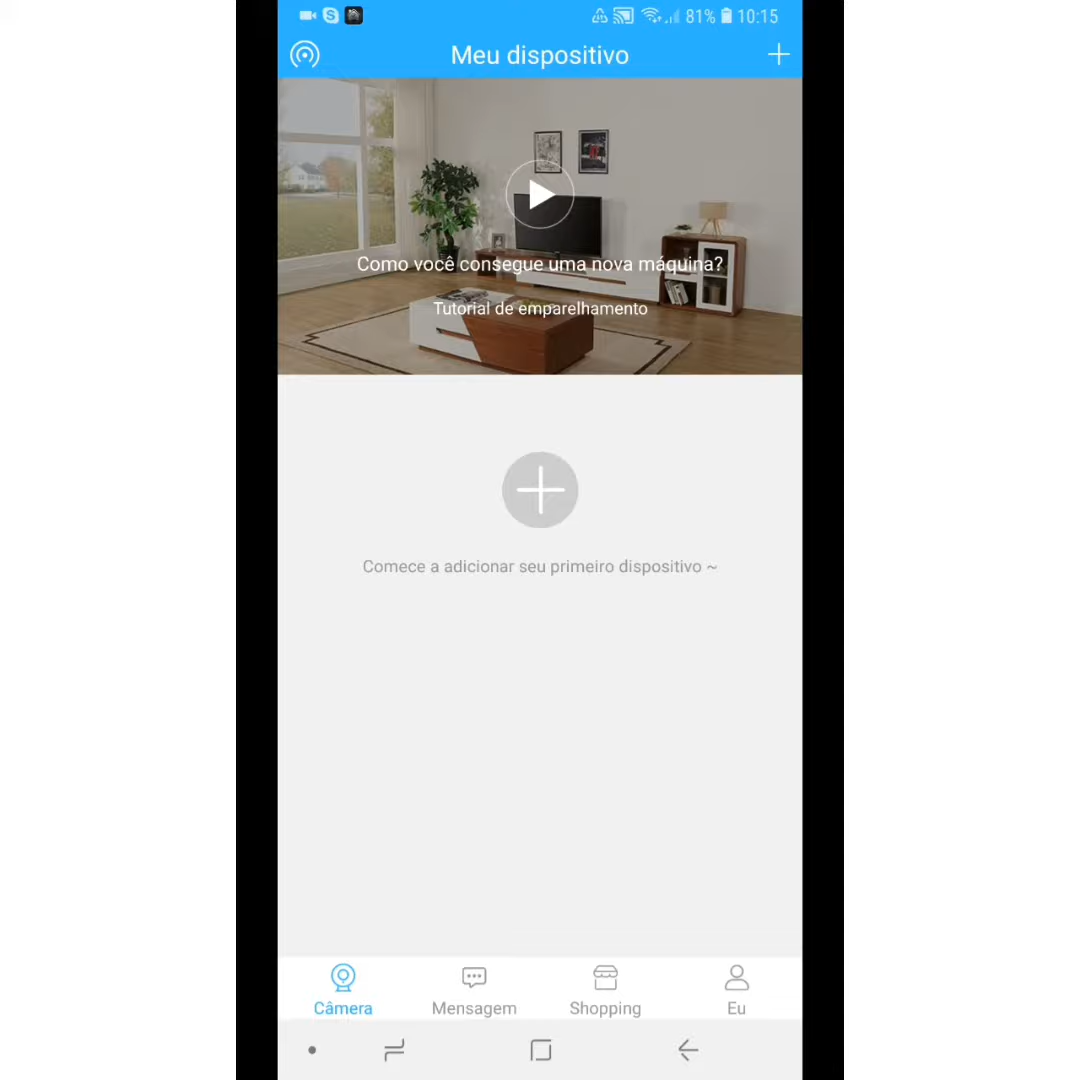 81% 10:15
Meu dispositivo
Como você consegue uma nova máquina?
Tutorial de emparelhamento
Comece a adicionar seu primeiro dispositivo ~
Câmera Mensagem Shopping Eu